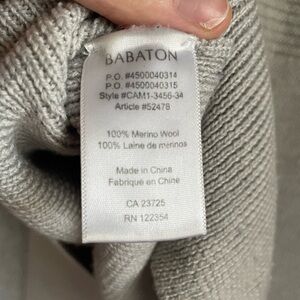 BABATON
P.O. #4500040314
P.O. #4500040315
Style #CAM1-3456-34
Article #52478
100% Merino Wool
100% Laine de mérinos
Made in China
Fabriqué en Chine
CA 23725
RN 122354